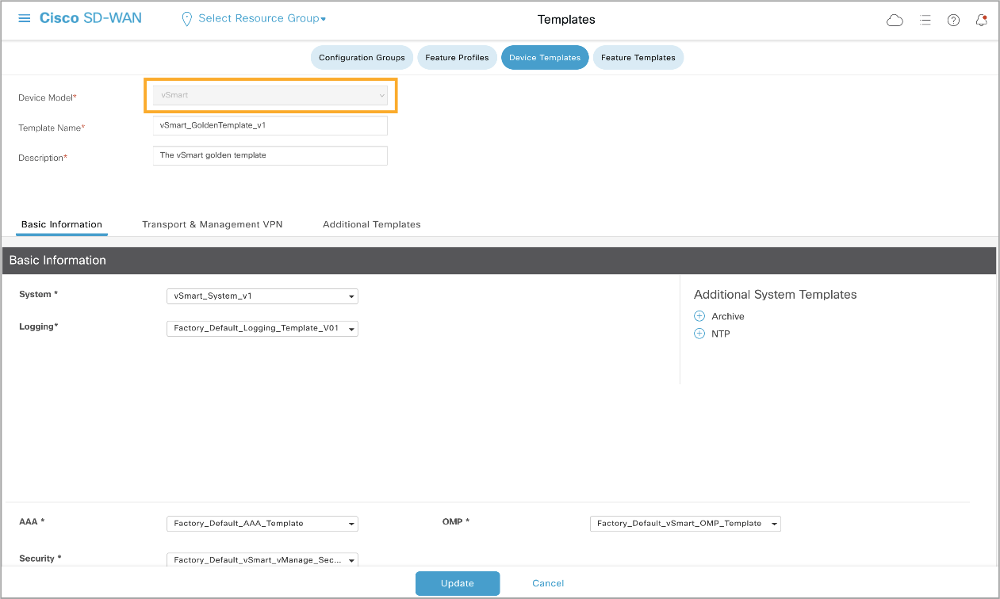 Cisco SD-WAN
Select Resource Group
Templates
Configuration Groups
Feature Profiles
Device Templates
Feature Templates
Device Model*
vSmart
Template Name*
vSmart_GoldenTemplate_v1
Description*
The vSmart golden template
Basic Information
Transport & Management VPN
Additional Templates
Basic Information
System *
vSmart_System_v1
Logging*
Factory_Default_Logging_Template_V01
Additional System Templates
Archive
NTP
AAA *
Factory_Default_AAA_Template
OMP *
Factory_Default_vSmart_OMP_Template
Security *
Factory_Default_vSmart_vManage_Sec...
Update
Cancel